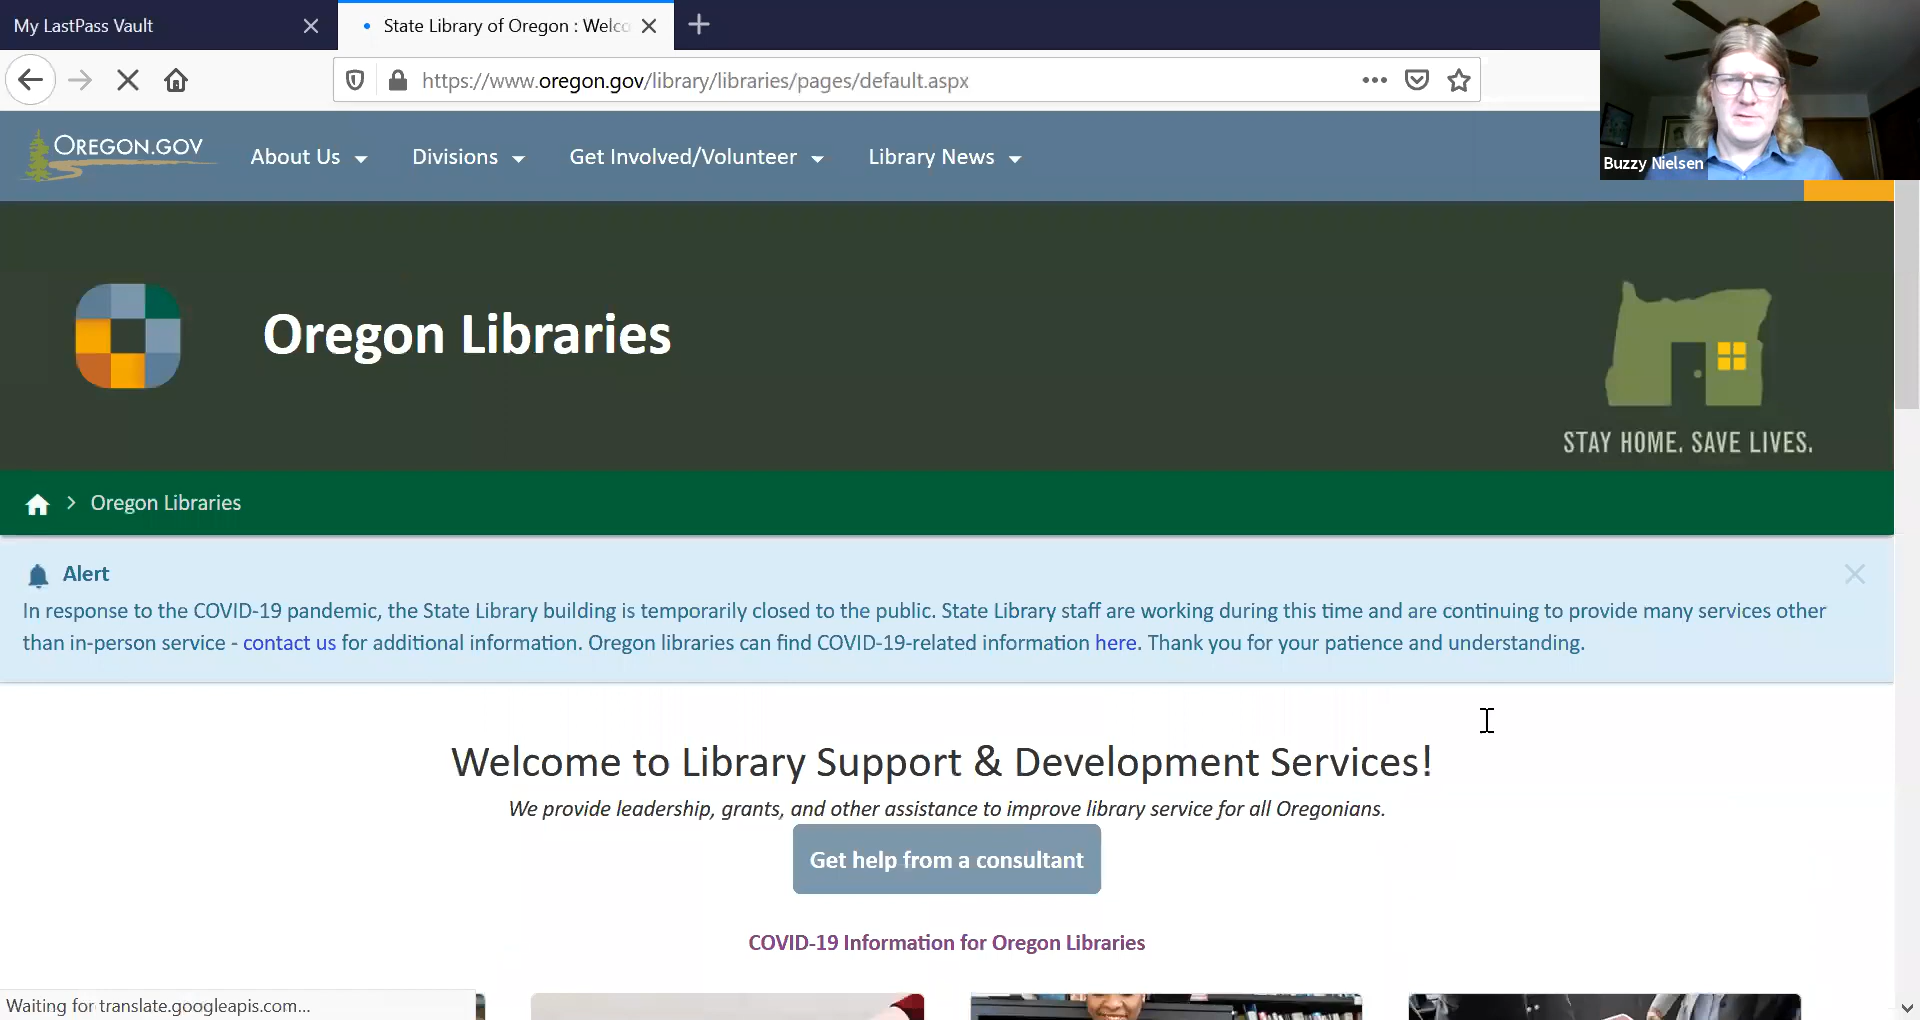 My LastPass Vault
State Library of Oregon : Welco
https://www.oregon.gov/library/libraries/pages/default.aspx
Buzzy Nielsen
OREGON.GOV
About Us
Divisions
Get Involved/Volunteer
Library News
Oregon Libraries
STAY HOME. SAVE LIVES.
Oregon Libraries
Alert
In response to the COVID-19 pandemic, the State Library building is temporarily closed to the public. State Library staff are working during this time and are continuing to provide many services other
than in-person service - contact us for additional information. Oregon libraries can find COVID-19-related information here. Thank you for your patience and understanding.
Welcome to Library Support & Development Services!
We provide leadership, grants, and other assistance to improve library service for all Oregonians.
Get help from a consultant
COVID-19 Information for Oregon Libraries
Waiting for translate.googleapis.com...